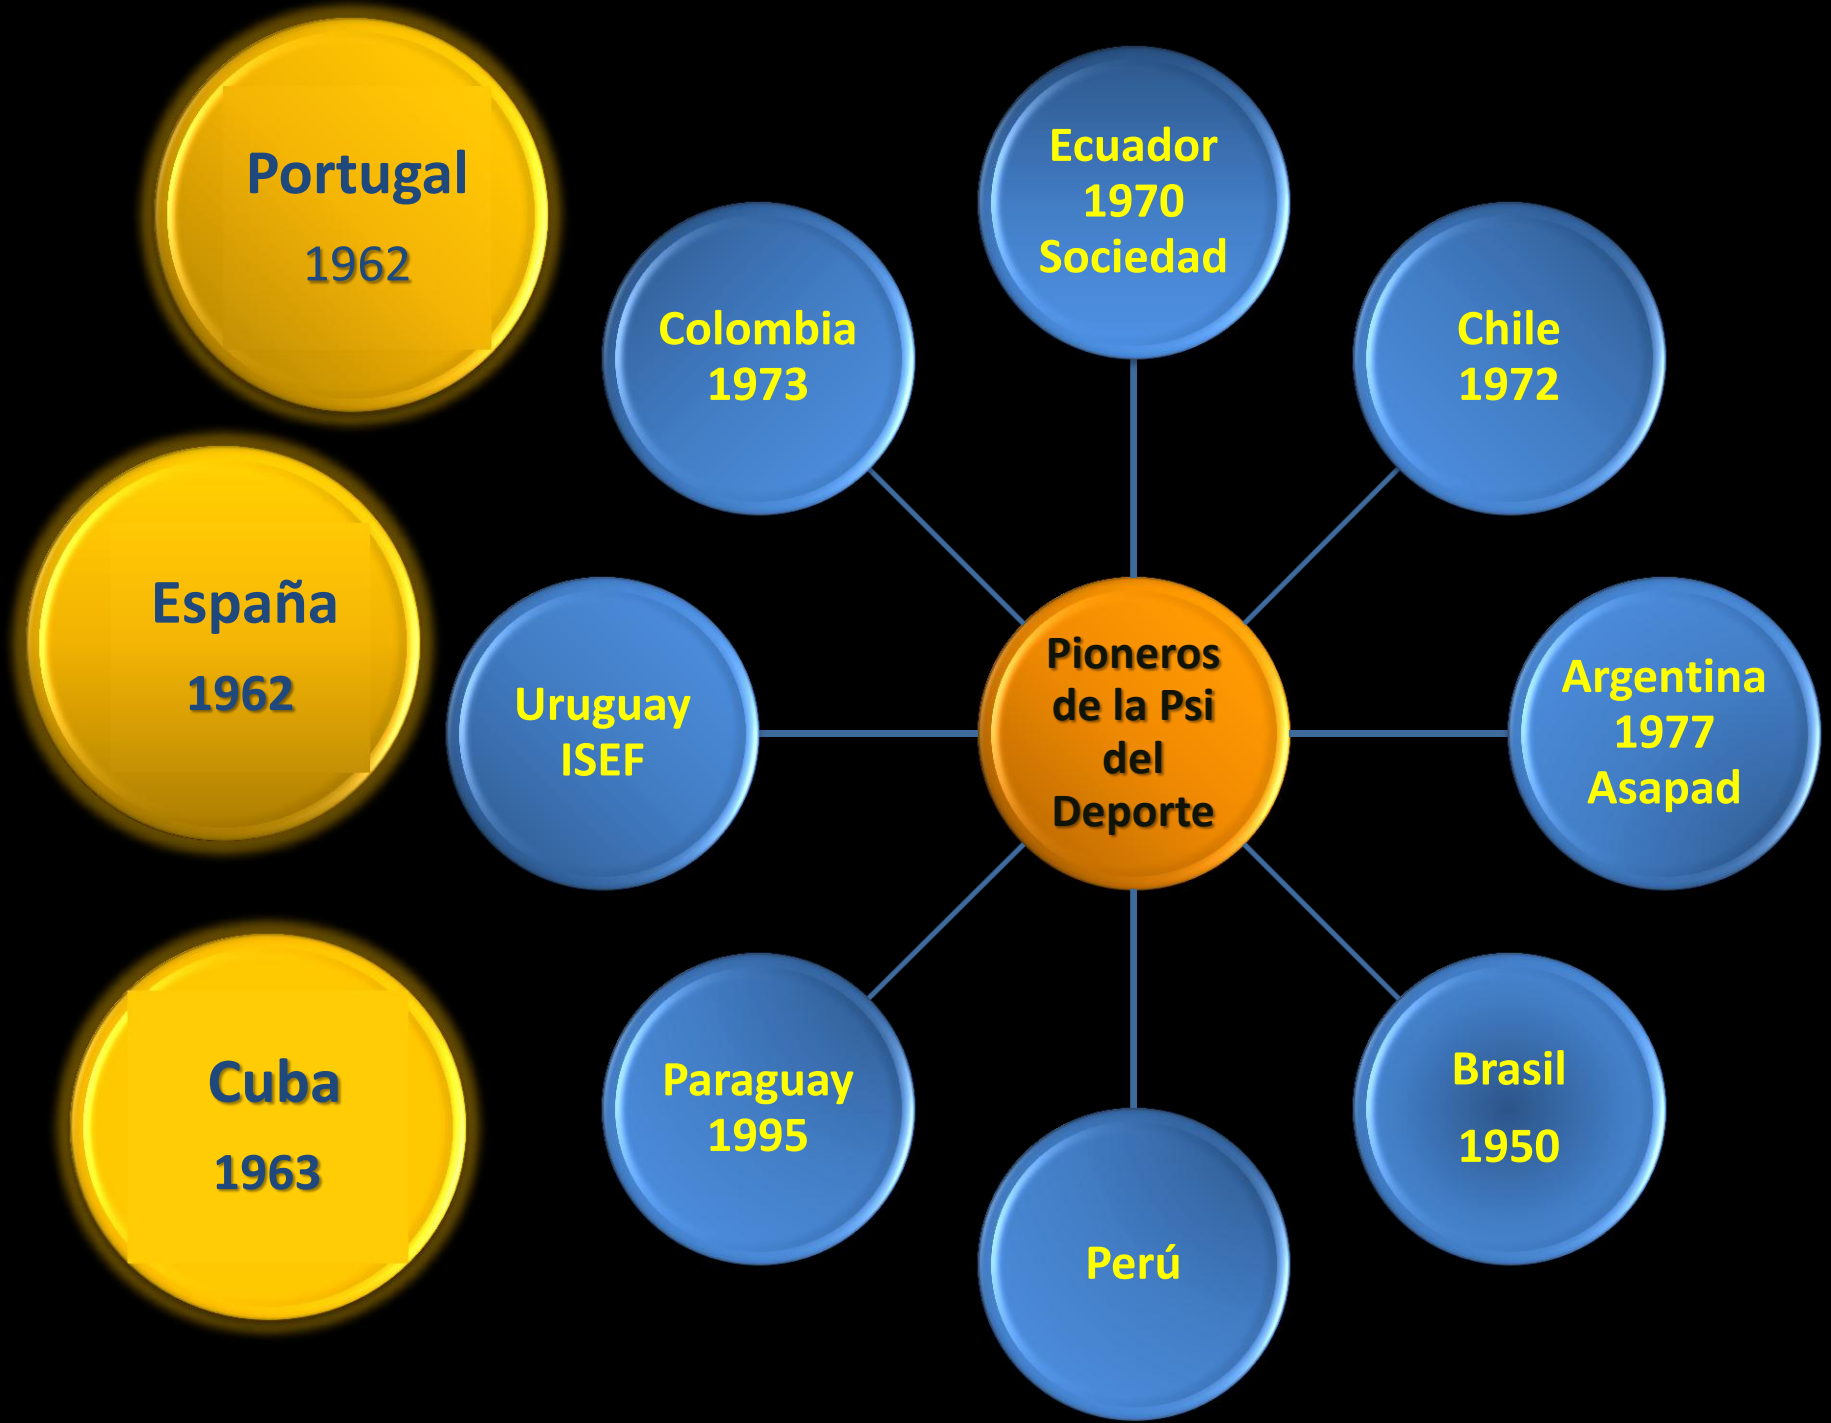 Portugal
1962
España
1962
Cuba
1963
Ecuador
1970
Sociedad
Chile
1972
Argentina
1977
Asapad
Brasil
1950
Perú
Paraguay
1995
Uruguay
ISEF
Colombia
1973
Pioneros
de la Psi
del
Deporte